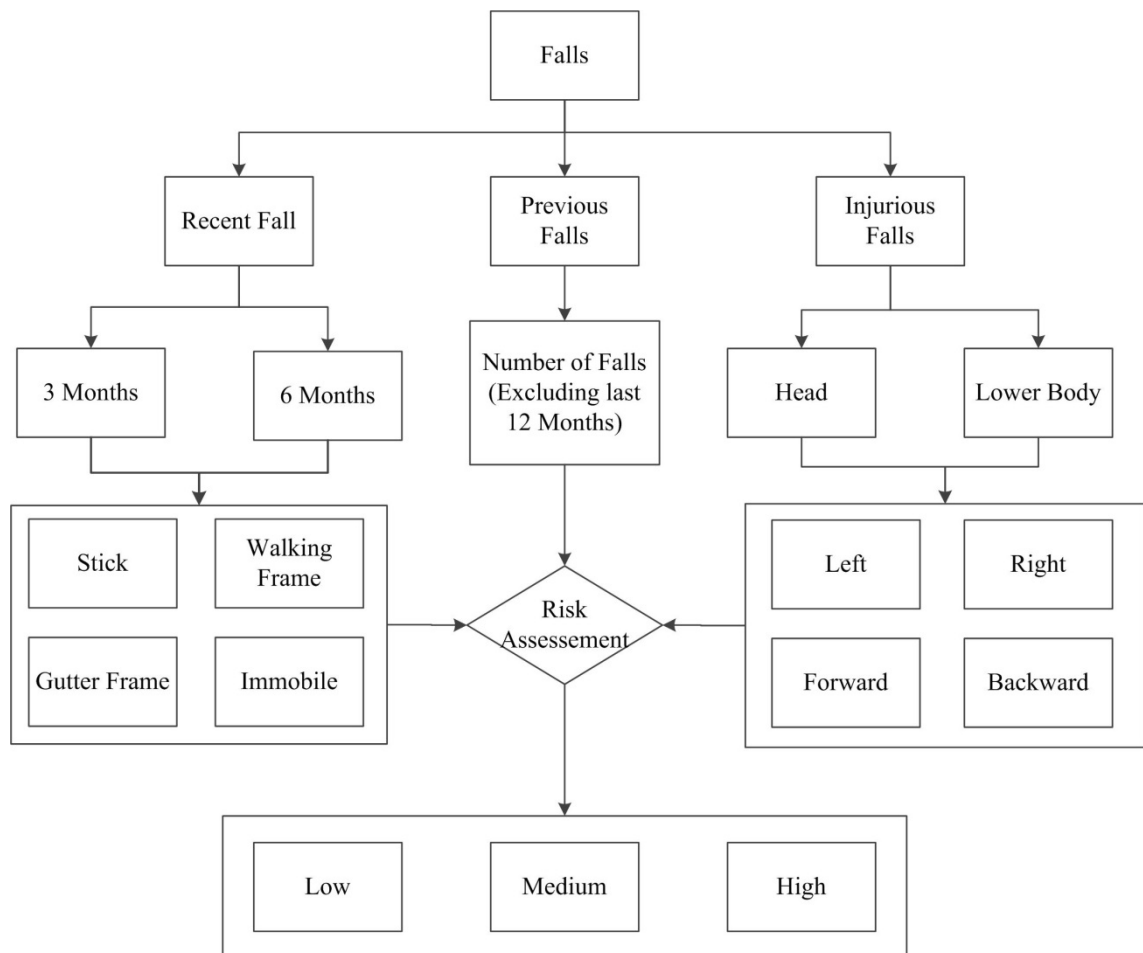 Falls
Recent Fall
Previous
Falls
Injurious
Falls
3 Months
6 Months
Number of Falls
(Excluding last
12 Months)
Head
Lower Body
Stick
Walking
Frame
Gutter Frame
Immobile
Risk
Assessement
Left
Right
Forward
Backward
Low
Medium
High